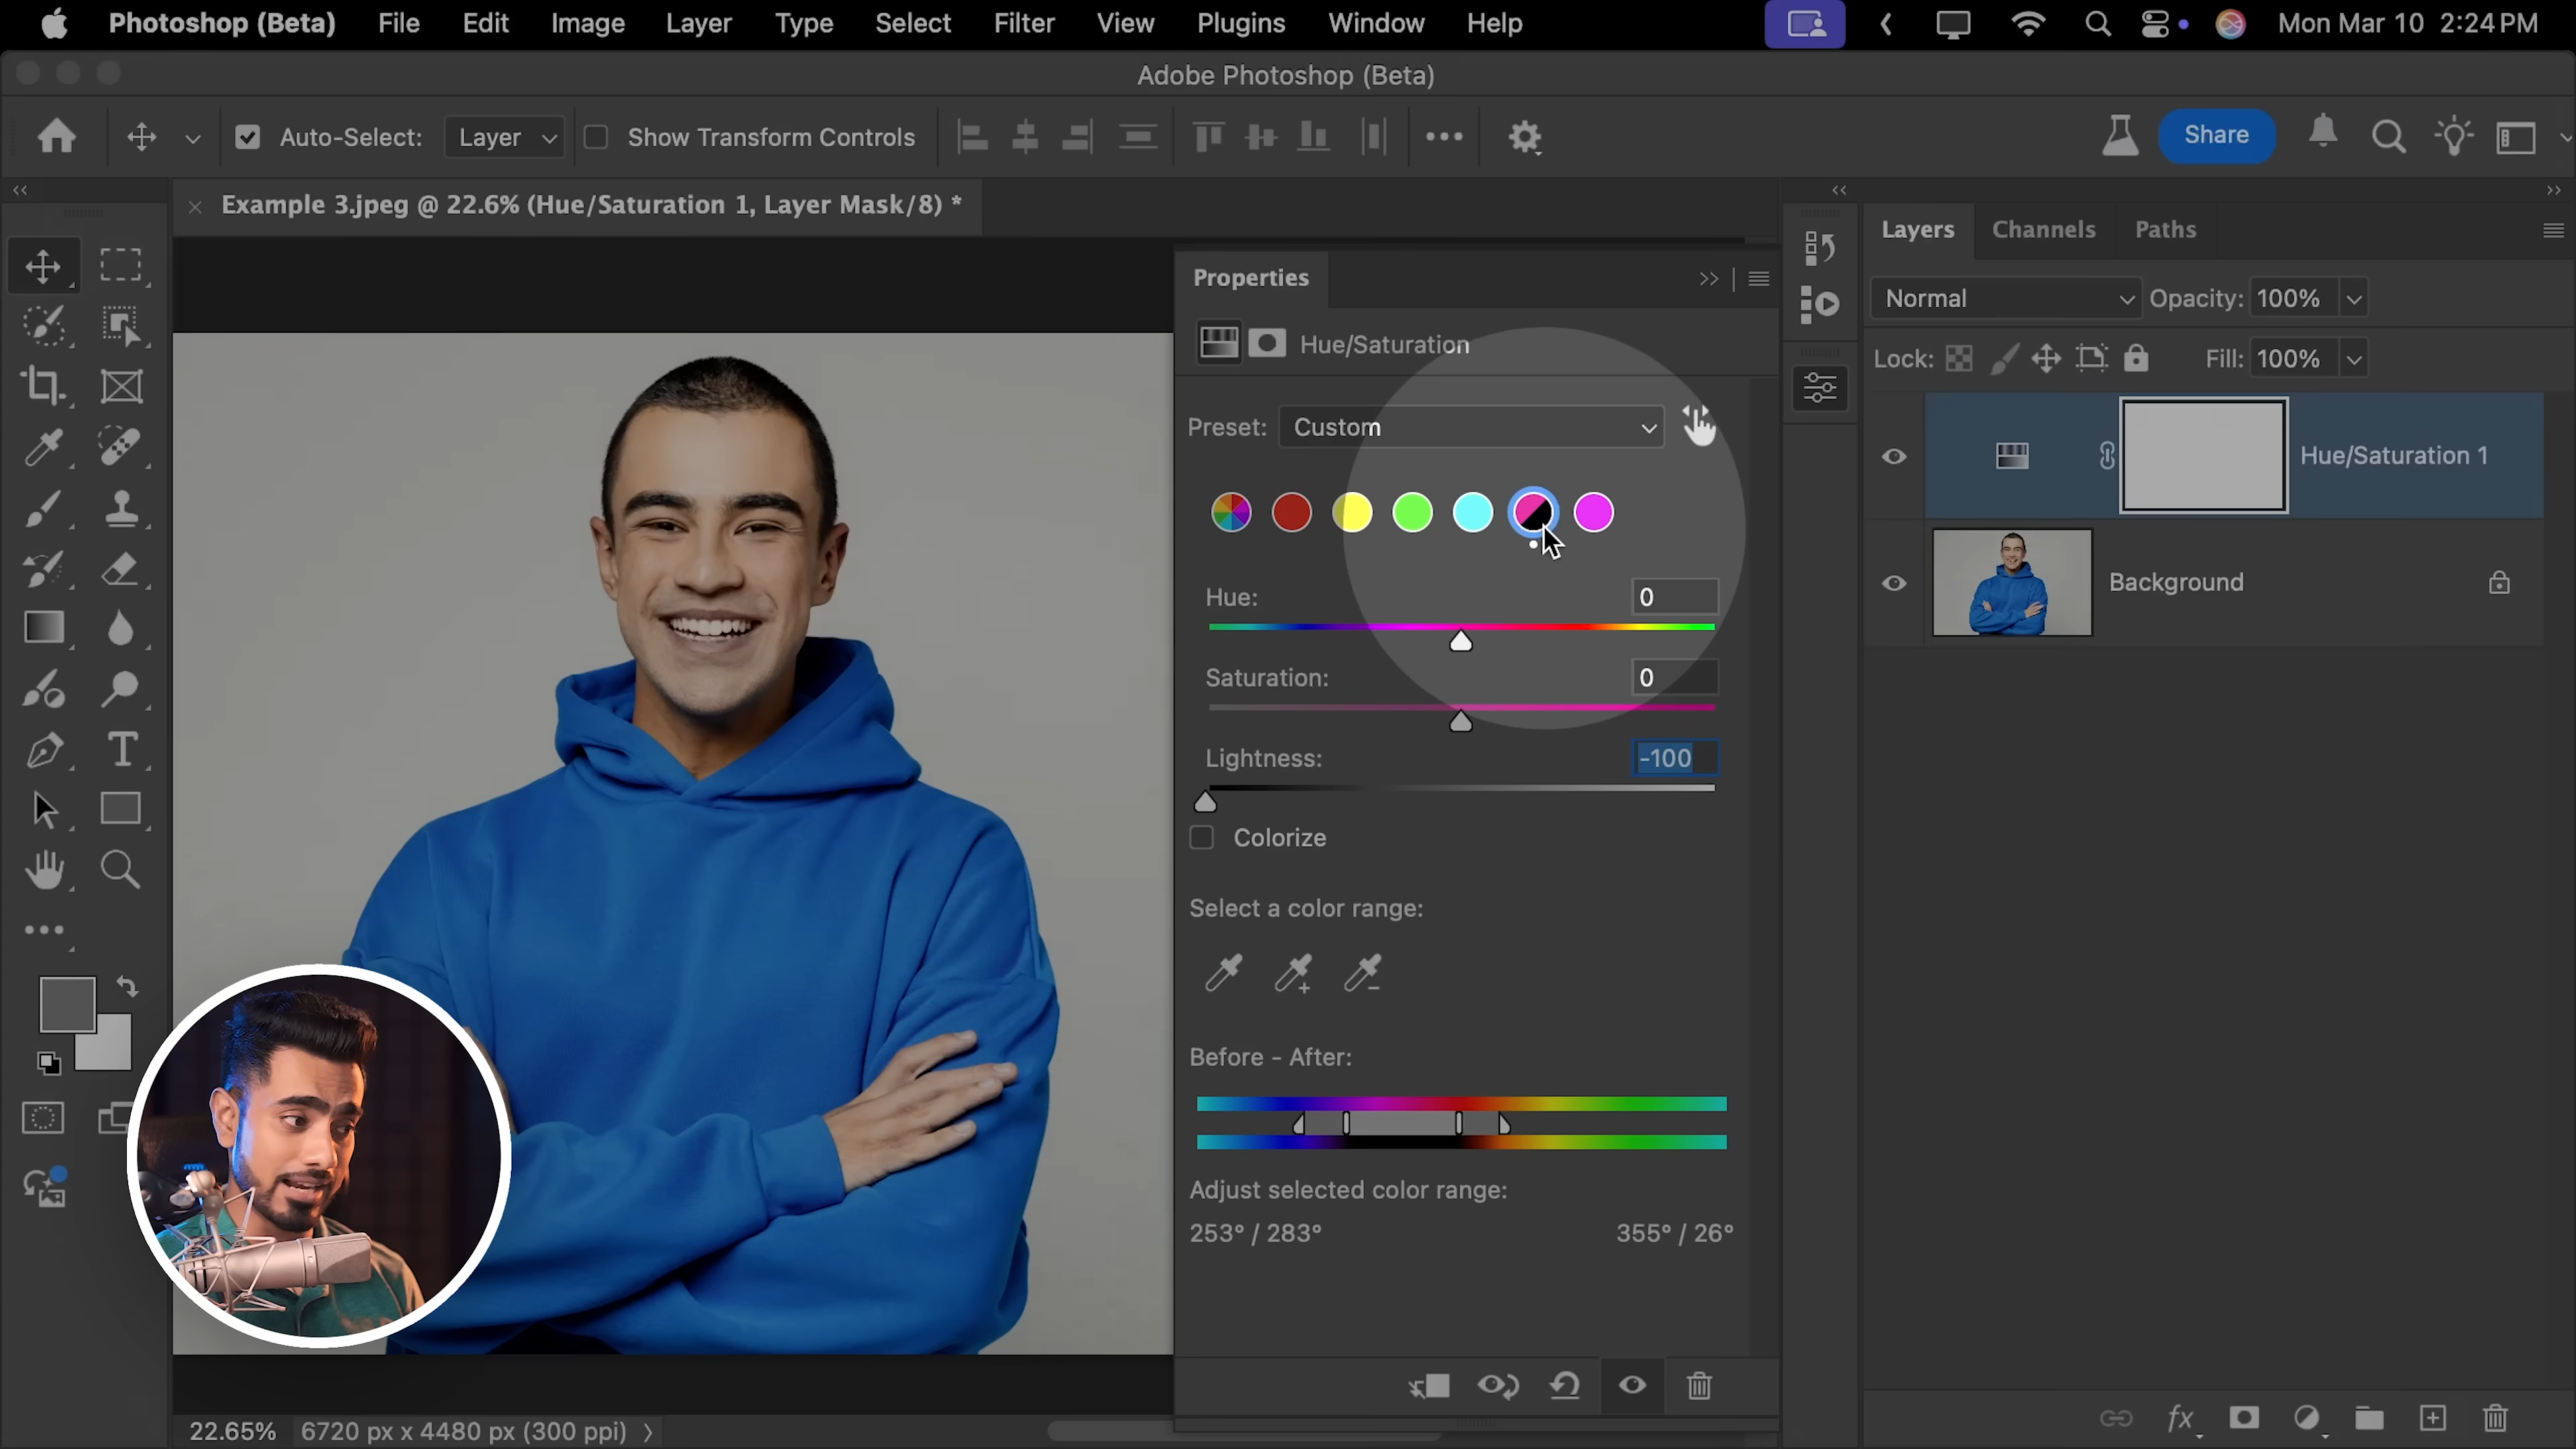 Photoshop (Beta) File Edit Image Layer Type Select Filter View Plugins Window Help Mon Mar 10 2:24 PM
Adobe Photoshop (Beta)
Auto-Select: Layer Show Transform Controls Share
Example 3.jpeg @ 22.6% (Hue/Saturation 1, Layer Mask/8) *
Layers Channels Paths
Properties
Normal Opacity: 100%
Hue/Saturation
Lock: Fill: 100%
Preset: Custom
Hue/Saturation 1
Background
Hue: 0
Saturation: 0
Lightness: -100
Colorize
Select a color range:
Before - After:
Adjust selected color range:
253° / 283° 355° / 26°
22.65% 6720 px x 4480 px (300 ppi)
fx